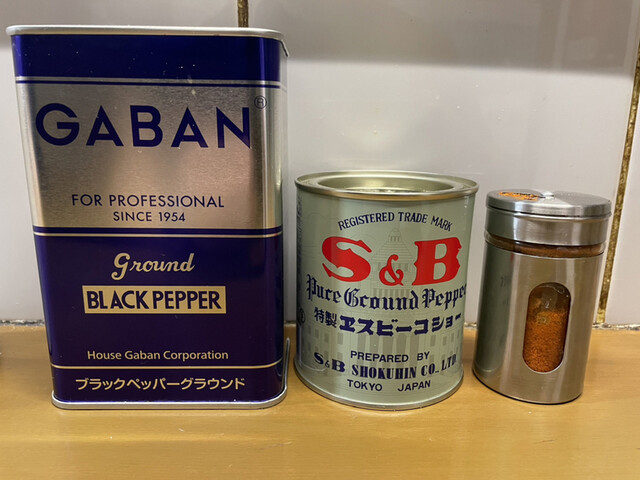 GABAN®
FOR PROFESSIONAL
SINCE 1954
Ground
BLACK PEPPER
House Gaban Corporation
ブラックペッパーグラウンド
REGISTERED TRADE MARK
S&B
Pure Ground Pepper
特製ヱスビーコショー
PREPARED BY
S&B SHOKUHIN CO., LTD.
TOKYO JAPAN